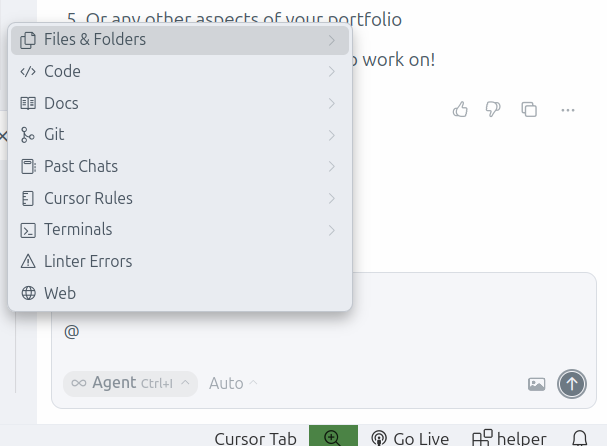 5. Or any other aspects of your portfolio
Files & Folders
work on!
Code
Docs
Git
Past Chats
Cursor Rules
Terminals
Linter Errors
Web
@
Agent Ctrl+I Auto
Cursor Tab Go Live helper